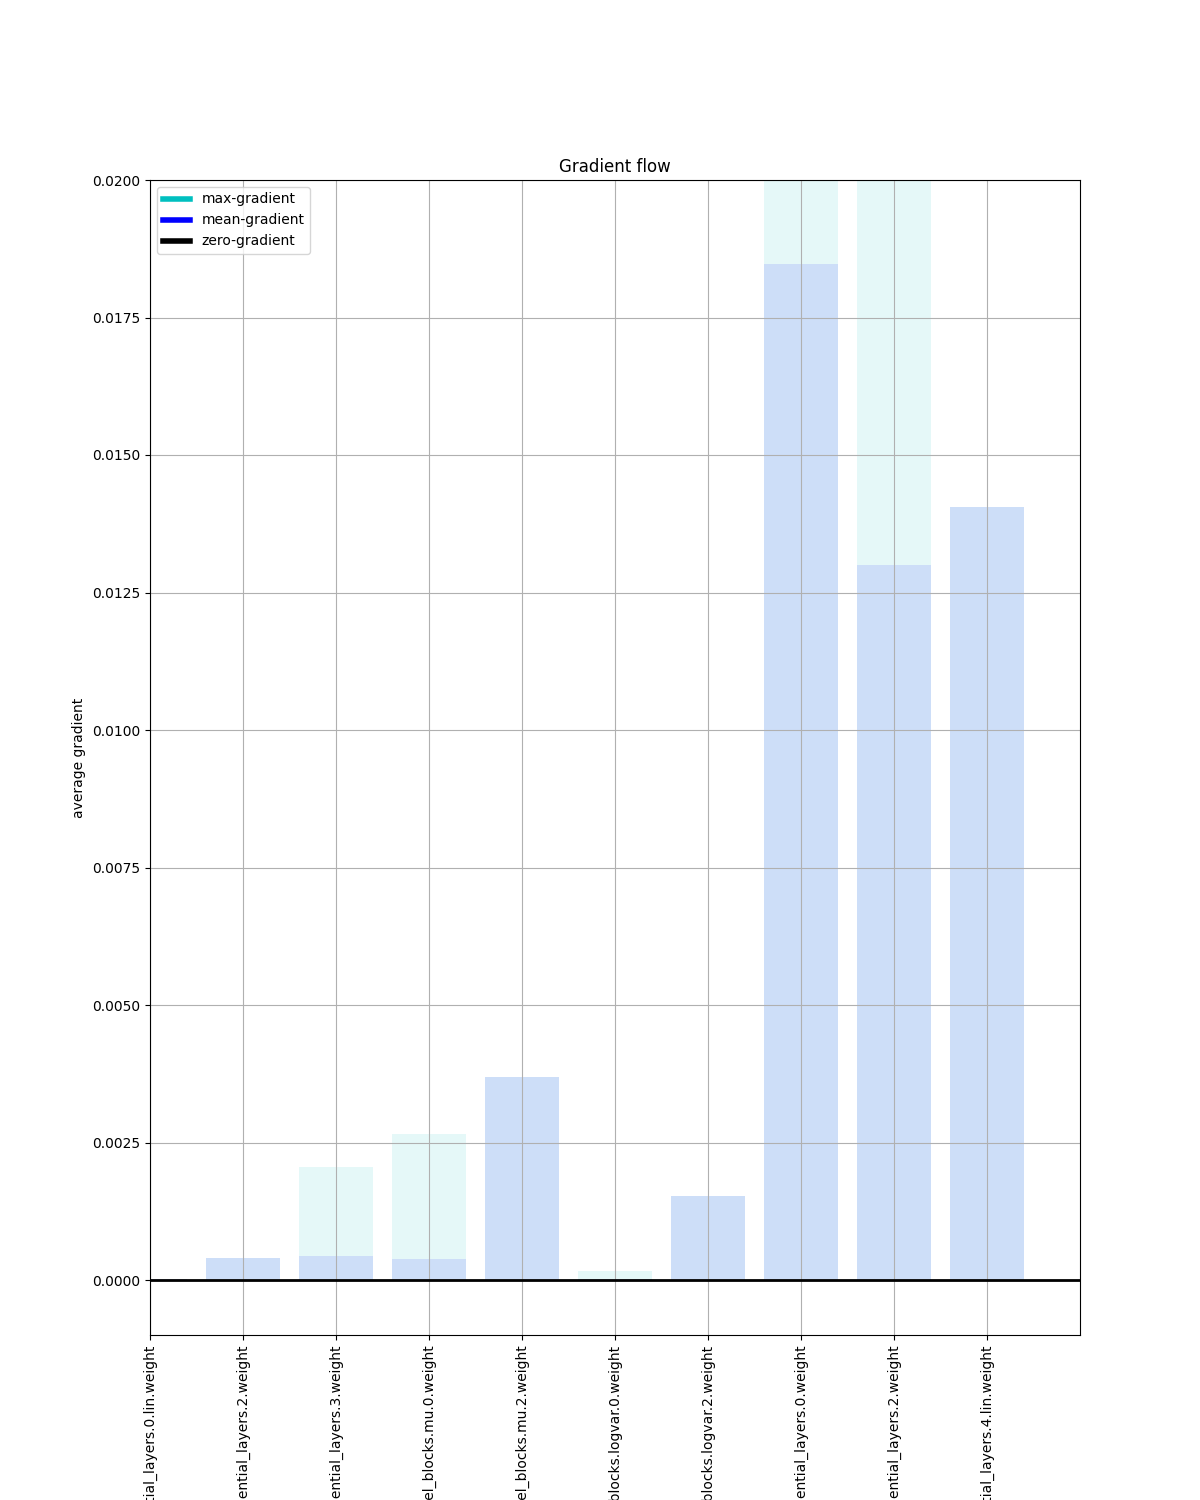 Gradient flow
max-gradient
mean-gradient
zero-gradient
0.0200
0.0175
0.0150
0.0125
0.0100
0.0075
0.0050
0.0025
0.0000
average gradient
tial_layers.0.lin.weight
ential_layers.2.weight
ential_layers.3.weight
el_blocks.mu.0.weight
el_blocks.mu.2.weight
blocks.logvar.0.weight
blocks.logvar.2.weight
ential_layers.0.weight
ential_layers.2.weight
tial_layers.4.lin.weight